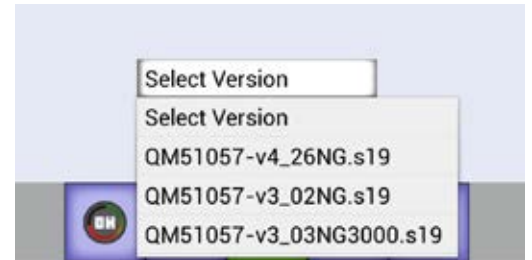 Select Version
Select Version
QM51057-v4_26NG.s19
QM51057-v3_02NG.s19
QM51057-v3_03NG3000.s19